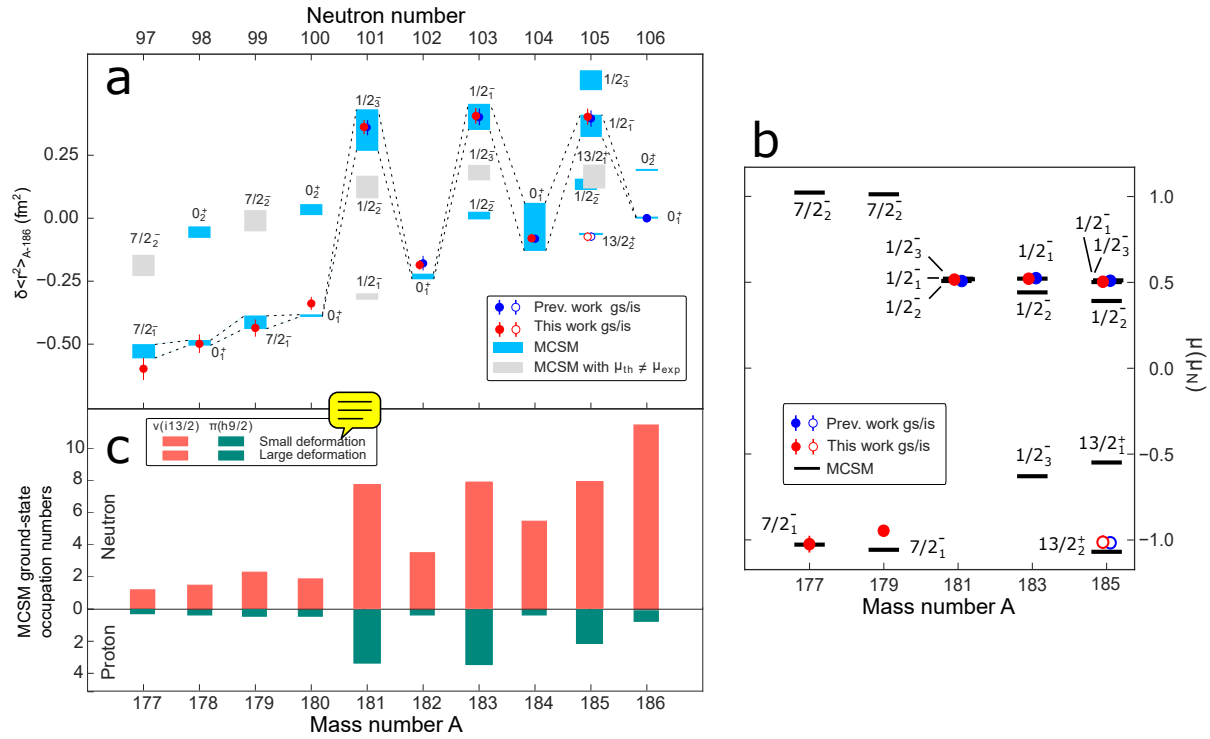 Neutron number
97 98 99 100 101 102 103 104 105 106
a
δ<r²>A-186 (fm²)
0.25
0.00
−0.25
−0.50
7/2₂⁻
7/2₁⁻
0₂⁺
0₁⁺
7/2₂⁻
7/2₁⁻
0₂⁺
0₁⁺
1/2₃⁻
1/2₂⁻
1/2₁⁻
0₁⁺
1/2₁⁻
1/2₃⁻
1/2₂⁻
0₁⁺
1/2₃⁻
1/2₁⁻
13/2₁⁺
1/2₂⁻
13/2₂⁺
0₂⁺
0₁⁺
Prev. work gs/is
This work gs/is
MCSM
MCSM with μth ≠ μexp
c
ν(i13/2) π(h9/2)
Small deformation
Large deformation
MCSM ground-state
occupation numbers
Neutron
Proton
10
8
6
4
2
0
2
4
177 178 179 180 181 182 183 184 185 186
Mass number A
b
7/2₂⁻
7/2₂⁻
1/2₃⁻
1/2₁⁻
1/2₂⁻
1/2₁⁻
1/2₂⁻
1/2₁⁻
1/2₃⁻
1/2₂⁻
Prev. work gs/is
This work gs/is
MCSM
1/2₃⁻
13/2₁⁺
7/2₁⁻
7/2₁⁻
13/2₂⁺
1.0
0.5
0.0
−0.5
−1.0
μ(μN)
177 179 181 183 185
Mass number A